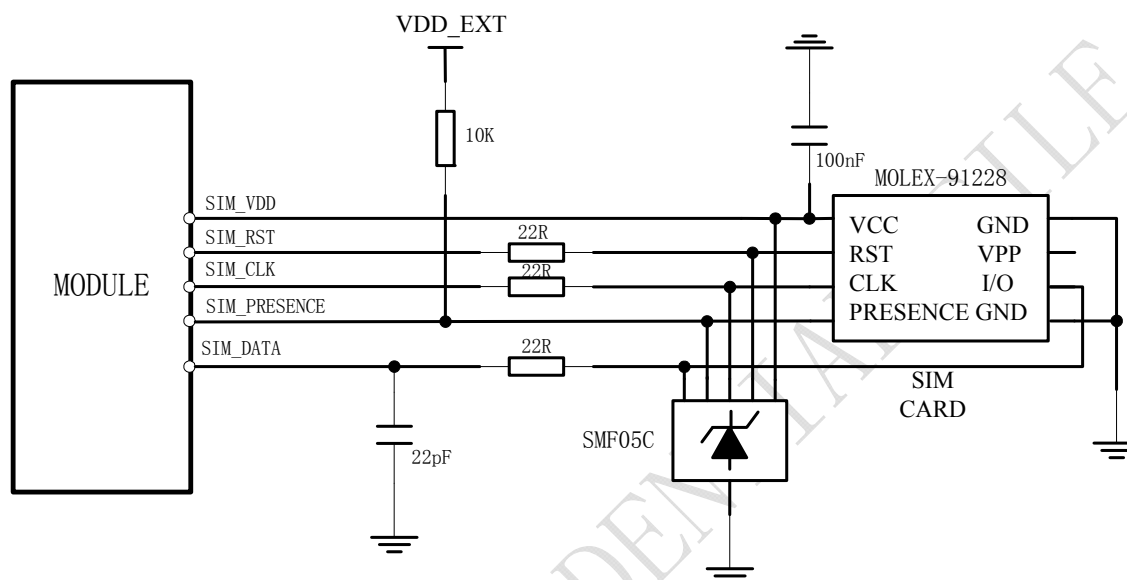 VDD_EXT
10K
100nF
MOLEX-91228
SIM_VDD
VCC GND
SIM_RST
22R
RST VPP
SIM_CLK
22R
CLK I/O
MODULE
SIM_PRESENCE
PRESENCE GND
SIM_DATA
22R
SIM
CARD
SMF05C
22pF